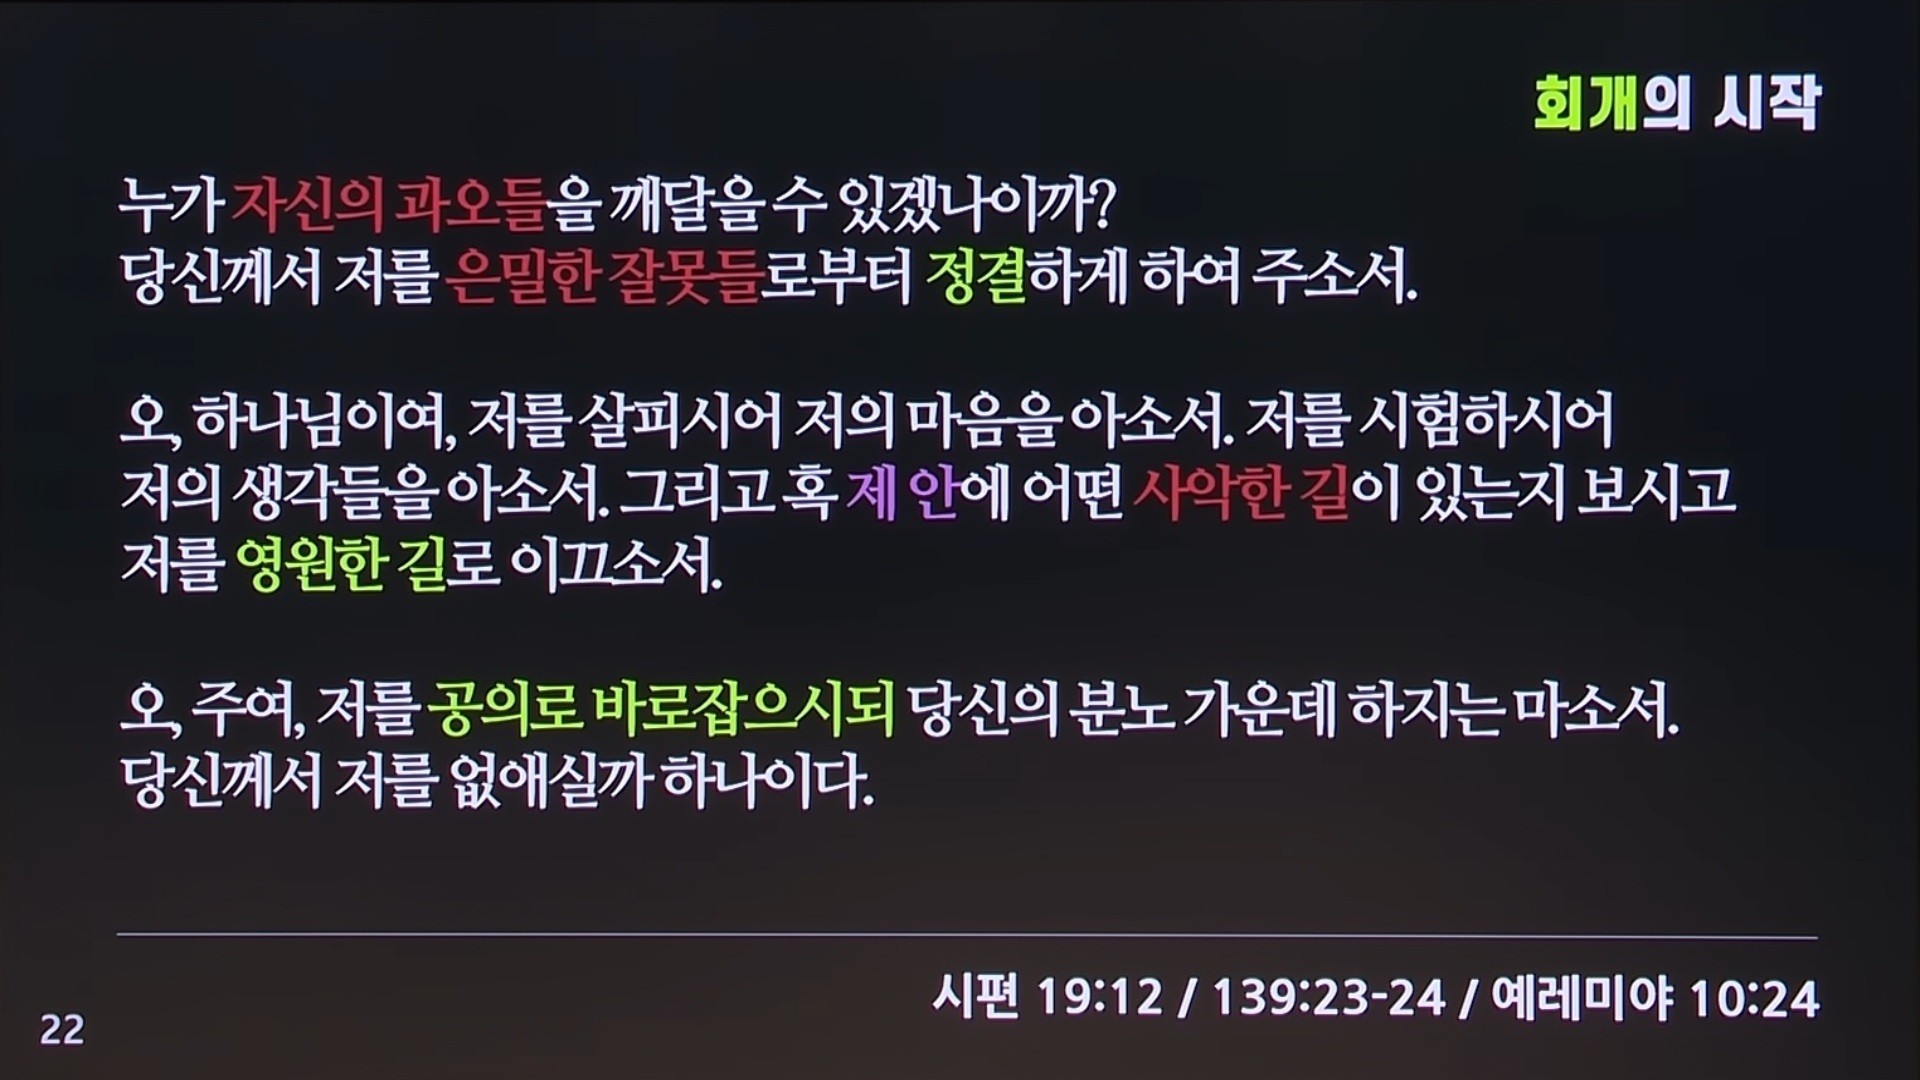 회개의 시작
누가 자신의 과오들을 깨달을 수 있겠나이까?
당신께서 저를 은밀한 잘못들로부터 정결하게 하여 주소서.
오, 하나님이여, 저를 살피시어 저의 마음을 아소서. 저를 시험하시어
저의 생각들을 아소서. 그리고 혹 제 안에 어떤 사악한 길이 있는지 보시고
저를 영원한 길로 이끄소서.
오, 주여, 저를 공의로 바로잡으시되 당신의 분노 가운데 하지는 마소서.
당신께서 저를 없애실까 하나이다.
시편 19:12 / 139:23-24 / 예레미야 10:24
22